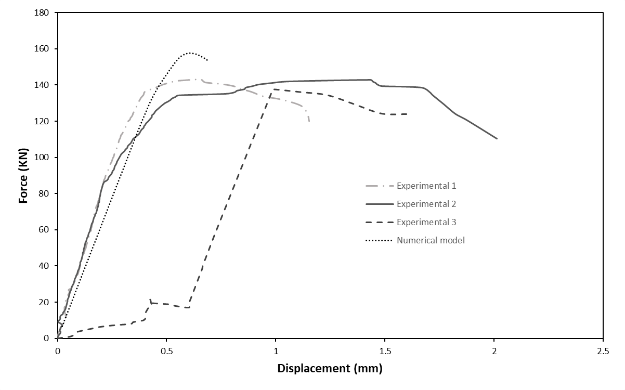 180
160
140
120
100
80
60
40
20
0
Force (KN)
Experimental 1
Experimental 2
Experimental 3
Numerical model
0 0.5 1 1.5 2 2.5
Displacement (mm)